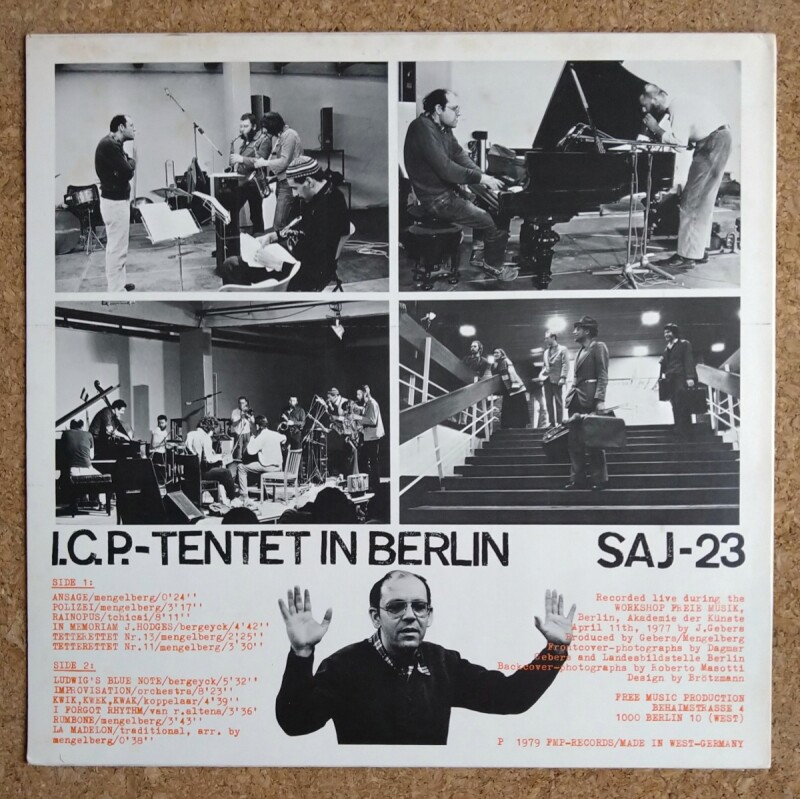 I.C.P.-TENTET IN BERLIN
SAJ-23
SIDE 1:
ANSAGE/mengelberg/0'24''
POLIZEI/mengelberg/3'17''
RAINOPUS/tchicai/8'11''
IN MEMORIAM J.HODGES/bergeyck/4'42''
TETTERETTET Nr.13/mengelberg/2'25''
TETTERETTET Nr.11/mengelberg/3'30''
SIDE 2:
LUDWIG'S BLUE NOTE/bergeyck/5'32''
IMPROVISATION/orchestra/8'23''
KWIK,KWEK,KWAK/koppelaar/4'39''
I FORGOT RHYTHM/van r.altena/3'36'
RUMBONE/mengelberg/3'43''
LA MADELON/traditional, arr. by
mengelberg/0'38''
Recorded live during the
WORKSHOP FREIE MUSIK,
Berlin, Akademie der Künste
April 11th, 1977 by J.Gebers
Produced by Gebers/Mengelberg
Frontcover-photographs by Dagmar
Gebers and Landesbildstelle Berlin
Backcover-photographs by Roberto Masotti
Design by Brötzmann
FREE MUSIC PRODUCTION
BEHAIMSTRASSE 4
1000 BERLIN 10 (WEST)
P 1979 FMP-RECORDS/MADE IN WEST-GERMANY